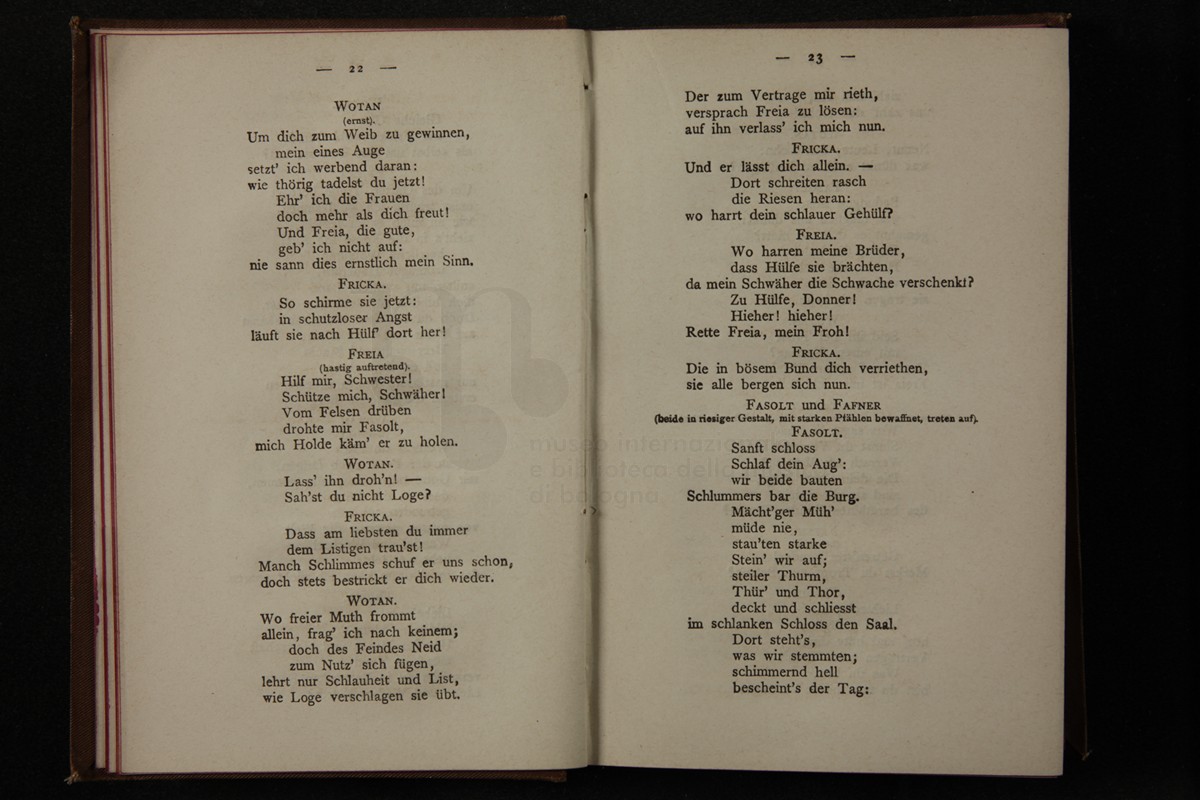 — 22 —
WOTAN
(ernst).
Um dich zum Weib zu gewinnen,
mein eines Auge
setzt' ich werbend daran:
wie thörig tadelst du jetzt!
Ehr' ich die Frauen
doch mehr als dich freut!
Und Freia, die gute,
geb' ich nicht auf:
nie sann dies ernstlich mein Sinn.
FRICKA.
So schirme sie jetzt:
in schutzloser Angst
läuft sie nach Hülf' dort her!
FREIA
(hastig auftretend).
Hilf mir, Schwester!
Schütze mich, Schwäher!
Vom Felsen drüben
drohte mir Fasolt,
mich Holde käm' er zu holen.
WOTAN.
Lass' ihn droh'n! —
Sah'st du nicht Loge?
FRICKA.
Dass am liebsten du immer
dem Listigen trau'st!
Manch Schlimmes schuf er uns schon,
doch stets bestrickt er dich wieder.
WOTAN.
Wo freier Muth frommt
allein, frag' ich nach keinem;
doch des Feindes Neid
zum Nutz' sich fügen,
lehrt nur Schlauheit und List,
wie Loge verschlagen sie übt.
— 23 —
Der zum Vertrage mir rieth,
versprach Freia zu lösen:
auf ihn verlass' ich mich nun.
FRICKA.
Und er lässt dich allein. —
Dort schreiten rasch
die Riesen heran:
wo harrt dein schlauer Gehülf?
FREIA.
Wo harren meine Brüder,
dass Hülfe sie brächten,
da mein Schwäher die Schwache verschenkt?
Zu Hülfe, Donner!
Hieher! hieher!
Rette Freia, mein Froh!
FRICKA.
Die in bösem Bund dich verriethen,
sie alle bergen sich nun.
FASOLT und FAFNER
(beide in riesiger Gestalt, mit starken Pfählen bewaffnet, treten auf).
FASOLT.
Sanft schloss
Schlaf dein Aug':
wir beide bauten
Schlummers bar die Burg.
Mächt'ger Müh'
müde nie,
stau'ten starke
Stein' wir auf;
steiler Thurm,
Thür' und Thor,
deckt und schliesst
im schlanken Schloss den Saal.
Dort steht's,
was wir stemmten;
schimmernd hell
bescheint's der Tag:
museo internazionale
e biblioteca della
di bologna